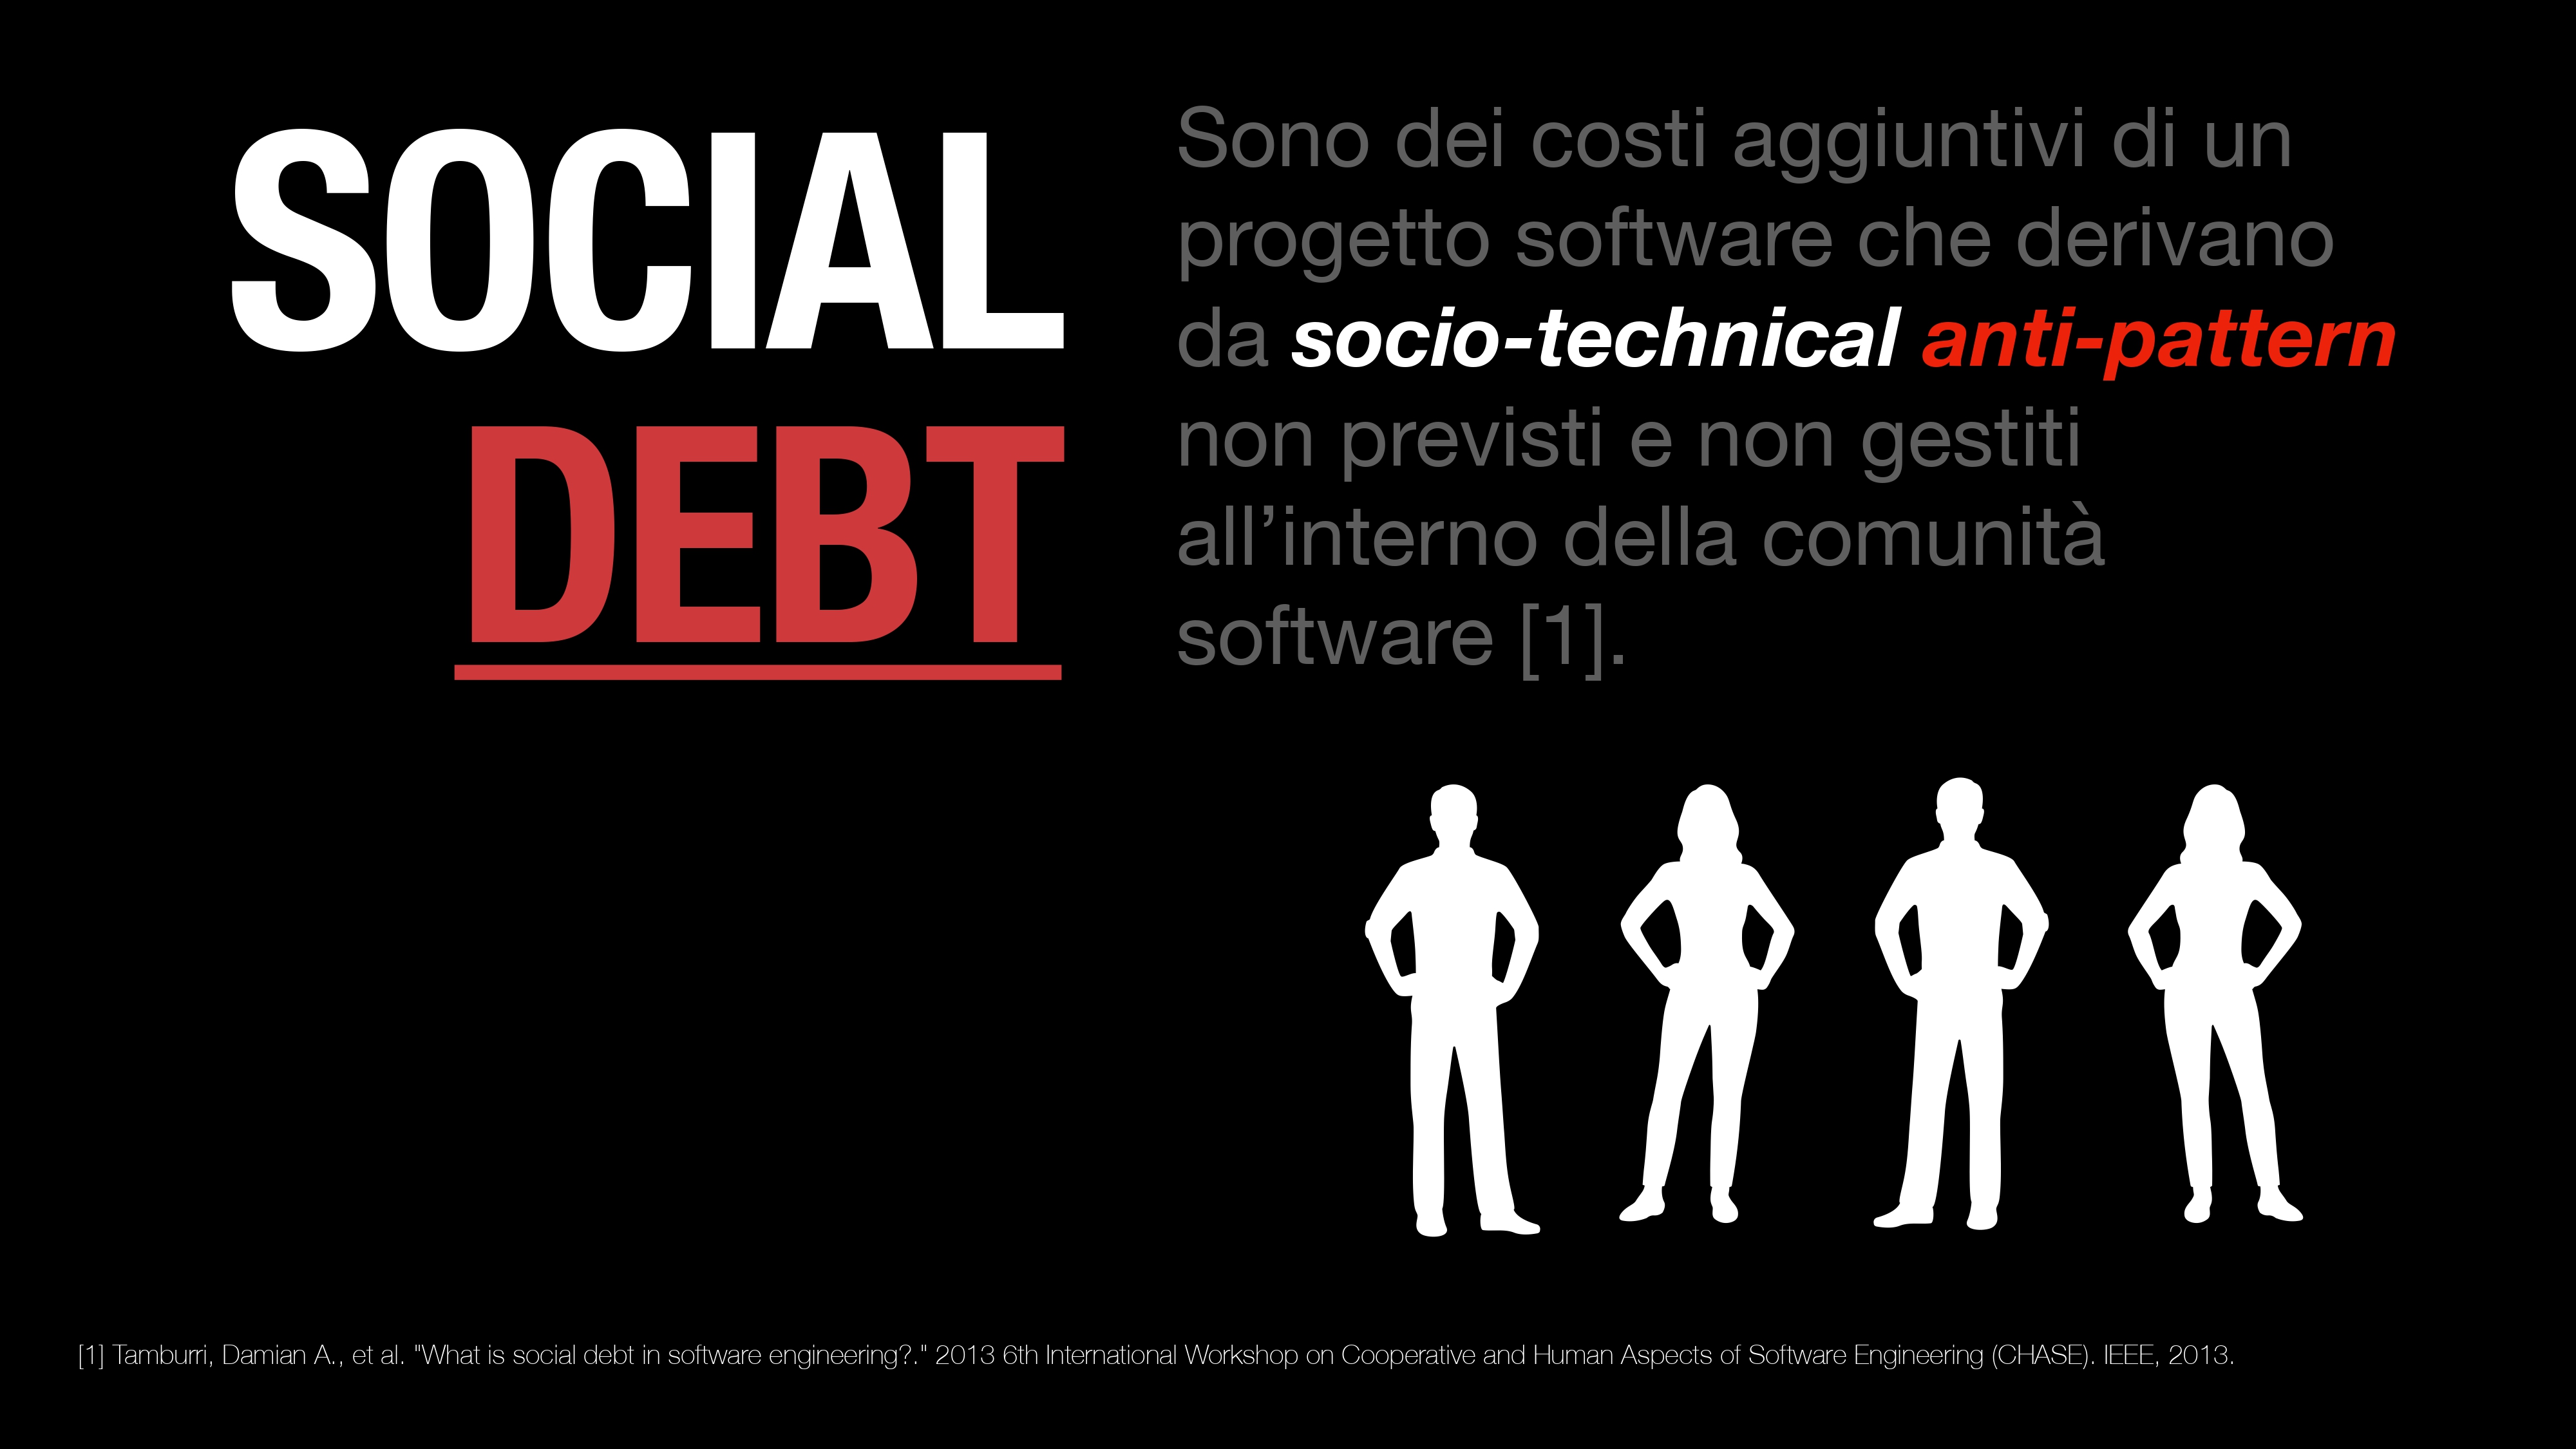 SOCIAL
DEBT
Sono dei costi aggiuntivi di un
progetto software che derivano
da socio-technical anti-pattern
non previsti e non gestiti
all’interno della comunità
software [1].
[1] Tamburri, Damian A., et al. "What is social debt in software engineering?." 2013 6th International Workshop on Cooperative and Human Aspects of Software Engineering (CHASE). IEEE, 2013.